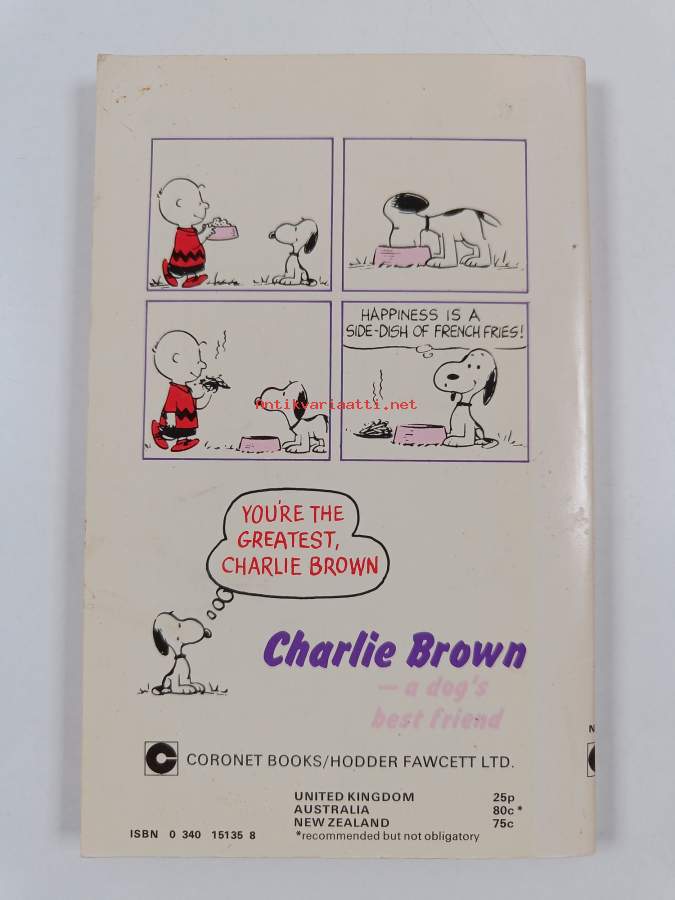 HAPPINESS IS A
SIDE-DISH OF FRENCH FRIES!
Antikvariaatti.net
YOU'RE THE
GREATEST,
CHARLIE BROWN
Charlie Brown
– a dog's
best friend
CORONET BOOKS/HODDER FAWCETT LTD.
UNITED KINGDOM 25p
AUSTRALIA 80c*
NEW ZEALAND 75c
ISBN 0 340 15135 8 *recommended but not obligatory